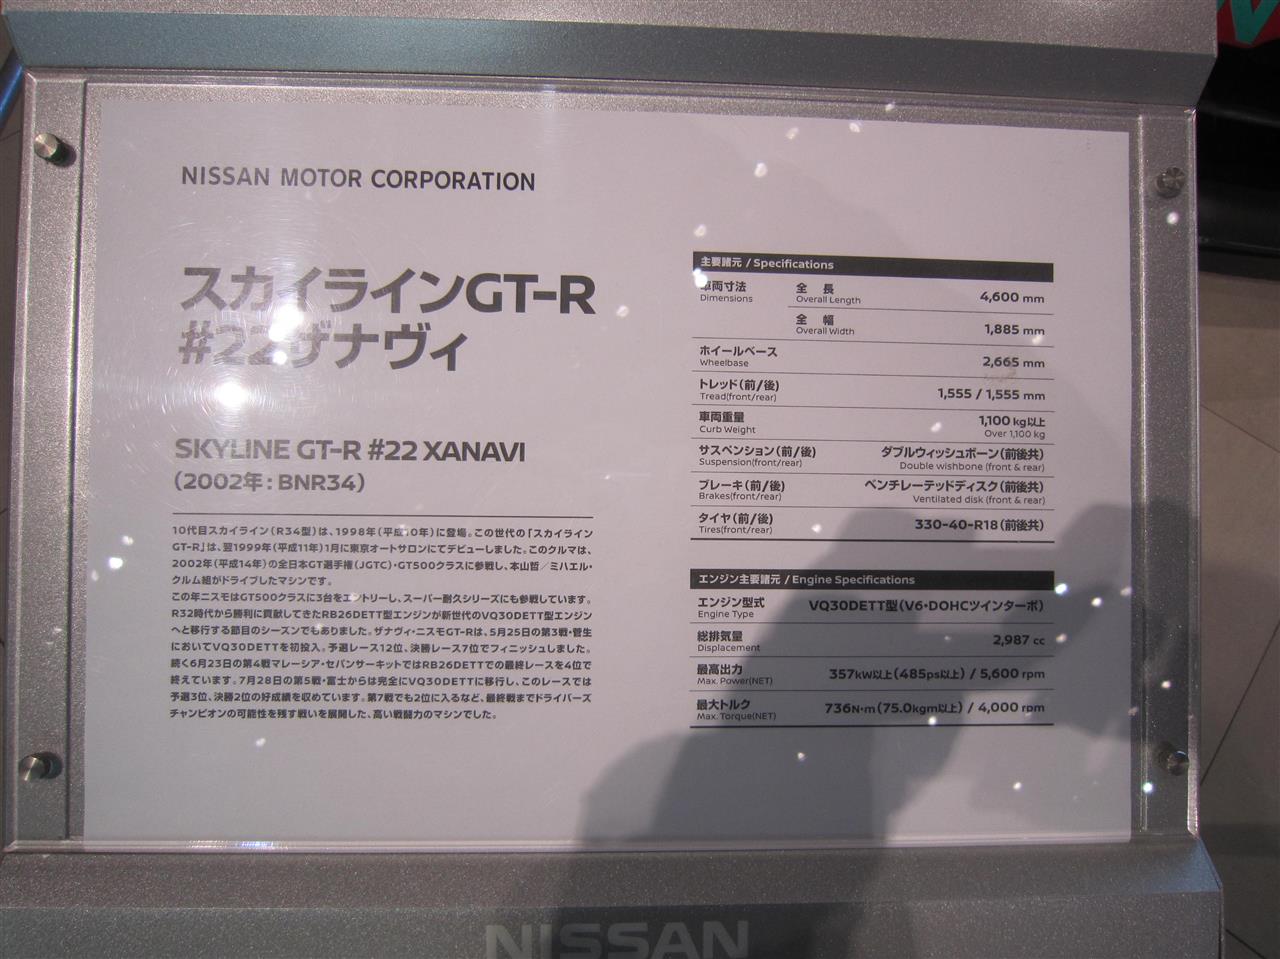 NISSAN MOTOR CORPORATION
スカイラインGT-R
#22ザナヴィ
SKYLINE GT-R #22 XANAVI
(2002年：BNR34)
10代目スカイライン（R34型）は、1998年（平成10年）に登場。この世代の「スカイライン
GT-R」は、翌1999年（平成11年）1月に東京オートサロンにてデビューしました。このクルマは、
2002年（平成14年）の全日本GT選手権（JGTC）・GT500クラスに参戦し、本山哲／ミハエル・
クルム組がドライブしたマシンです。
この年ニスモはGT500クラスに3台をエントリーし、スーパー耐久シリーズにも参戦しています。
R32時代から勝利に貢献してきたRB26DETT型エンジンが新世代のVQ30DETT型エンジン
へと移行する節目のシーズンでもありました。ザナヴィ・ニスモGT-Rは、5月25日の第3戦・菅生
においてVQ30DETTを初投入。予選レース12位、決勝レース7位でフィニッシュしました。
続く6月23日の第4戦マレーシア・セパンサーキットではRB26DETTでの最終レースを4位で
終えています。7月28日の第5戦・富士からは完全にVQ30DETTに移行し、このレースでは
予選3位、決勝2位の好成績を収めています。第7戦でも2位に入るなど、最終戦までドライバーズ
チャンピオンの可能性を残す戦いを展開した、高い戦闘力のマシンでした。
主要諸元 / Specifications
車両寸法 全 長
Dimensions Overall Length 4,600 mm
全 幅
Overall Width 1,885 mm
ホイールベース
Wheelbase 2,665 mm
トレッド（前/後）
Tread(front/rear) 1,555 / 1,555 mm
車両重量 1,100 kg以上
Curb Weight Over 1,100 kg
サスペンション（前/後） ダブルウィッシュボーン（前後共）
Suspension(front/rear) Double wishbone (front & rear)
ブレーキ（前/後） ベンチレーテッドディスク（前後共）
Brakes(front/rear) Ventilated disk (front & rear)
タイヤ（前/後） 330-40-R18（前後共）
Tires(front/rear)
エンジン主要諸元 / Engine Specifications
エンジン型式 VQ30DETT型（V6・DOHCツインターボ）
Engine Type
総排気量 2,987 cc
Displacement
最高出力 357kW以上（485ps以上）/ 5,600 rpm
Max. Power(NET)
最大トルク 736N・m（75.0kgm以上）/ 4,000 rpm
Max. Torque(NET)
NISSAN